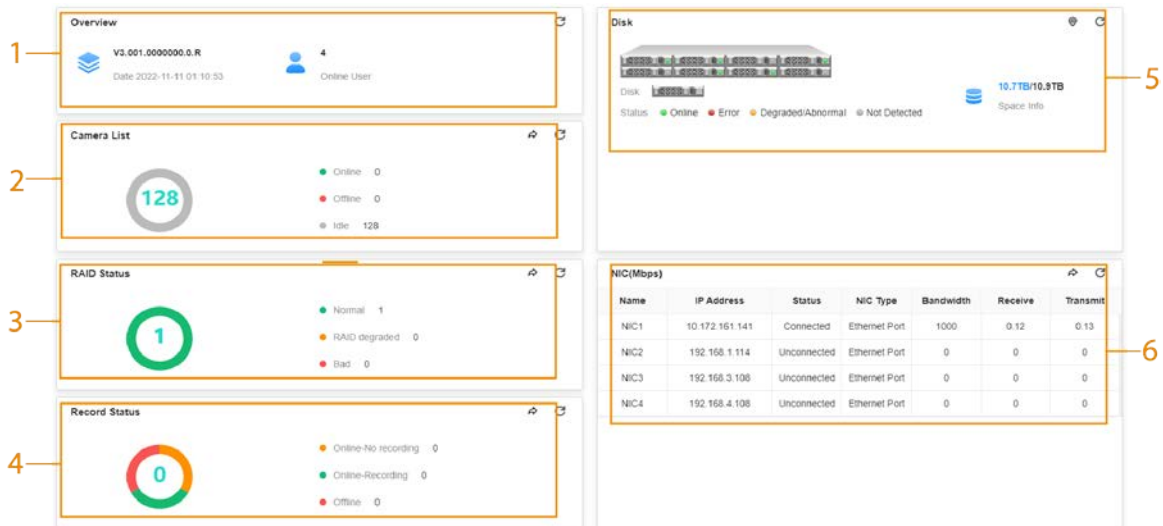 1
Overview
V3.001.0000000.0.R
Date 2022-11-11 01:10:53
4
Online User
2
Camera List
128
Online 0
Offline 0
Idle 128
3
RAID Status
1
Normal 1
RAID degraded 0
Bad 0
4
Record Status
0
Online-No recording 0
Online-Recording 0
Offline 0
5
Disk
Disk
10.7TB/10.9TB
Space Info
Status Online Error Degraded/Abnormal Not Detected
6
NIC(Mbps)
Name IP Address Status NIC Type Bandwidth Receive Transmit
NIC1 10.172.161.141 Connected Ethernet Port 1000 0.12 0.13
NIC2 192.168.1.114 Unconnected Ethernet Port 0 0 0
NIC3 192.168.3.108 Unconnected Ethernet Port 0 0 0
NIC4 192.168.4.108 Unconnected Ethernet Port 0 0 0